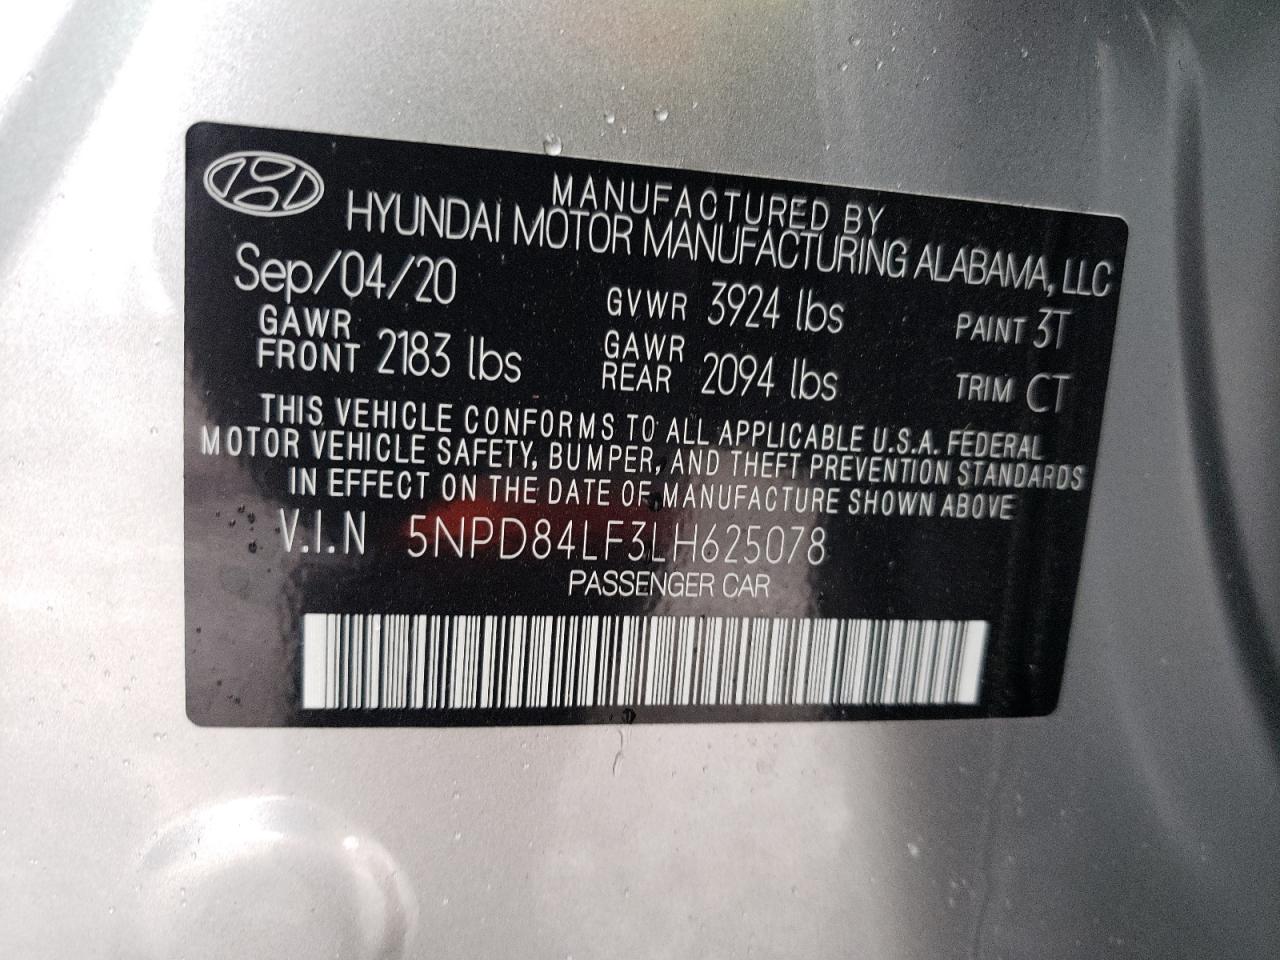 MANUFACTURED BY
HYUNDAI MOTOR MANUFACTURING ALABAMA, LLC
Sep/04/20 GVWR 3924 lbs PAINT 3T
GAWR FRONT 2183 lbs GAWR REAR 2094 lbs TRIM CT
THIS VEHICLE CONFORMS TO ALL APPLICABLE U.S.A. FEDERAL
MOTOR VEHICLE SAFETY, BUMPER, AND THEFT PREVENTION STANDARDS
IN EFFECT ON THE DATE OF MANUFACTURE SHOWN ABOVE
V.I.N 5NPD84LF3LH625078
PASSENGER CAR